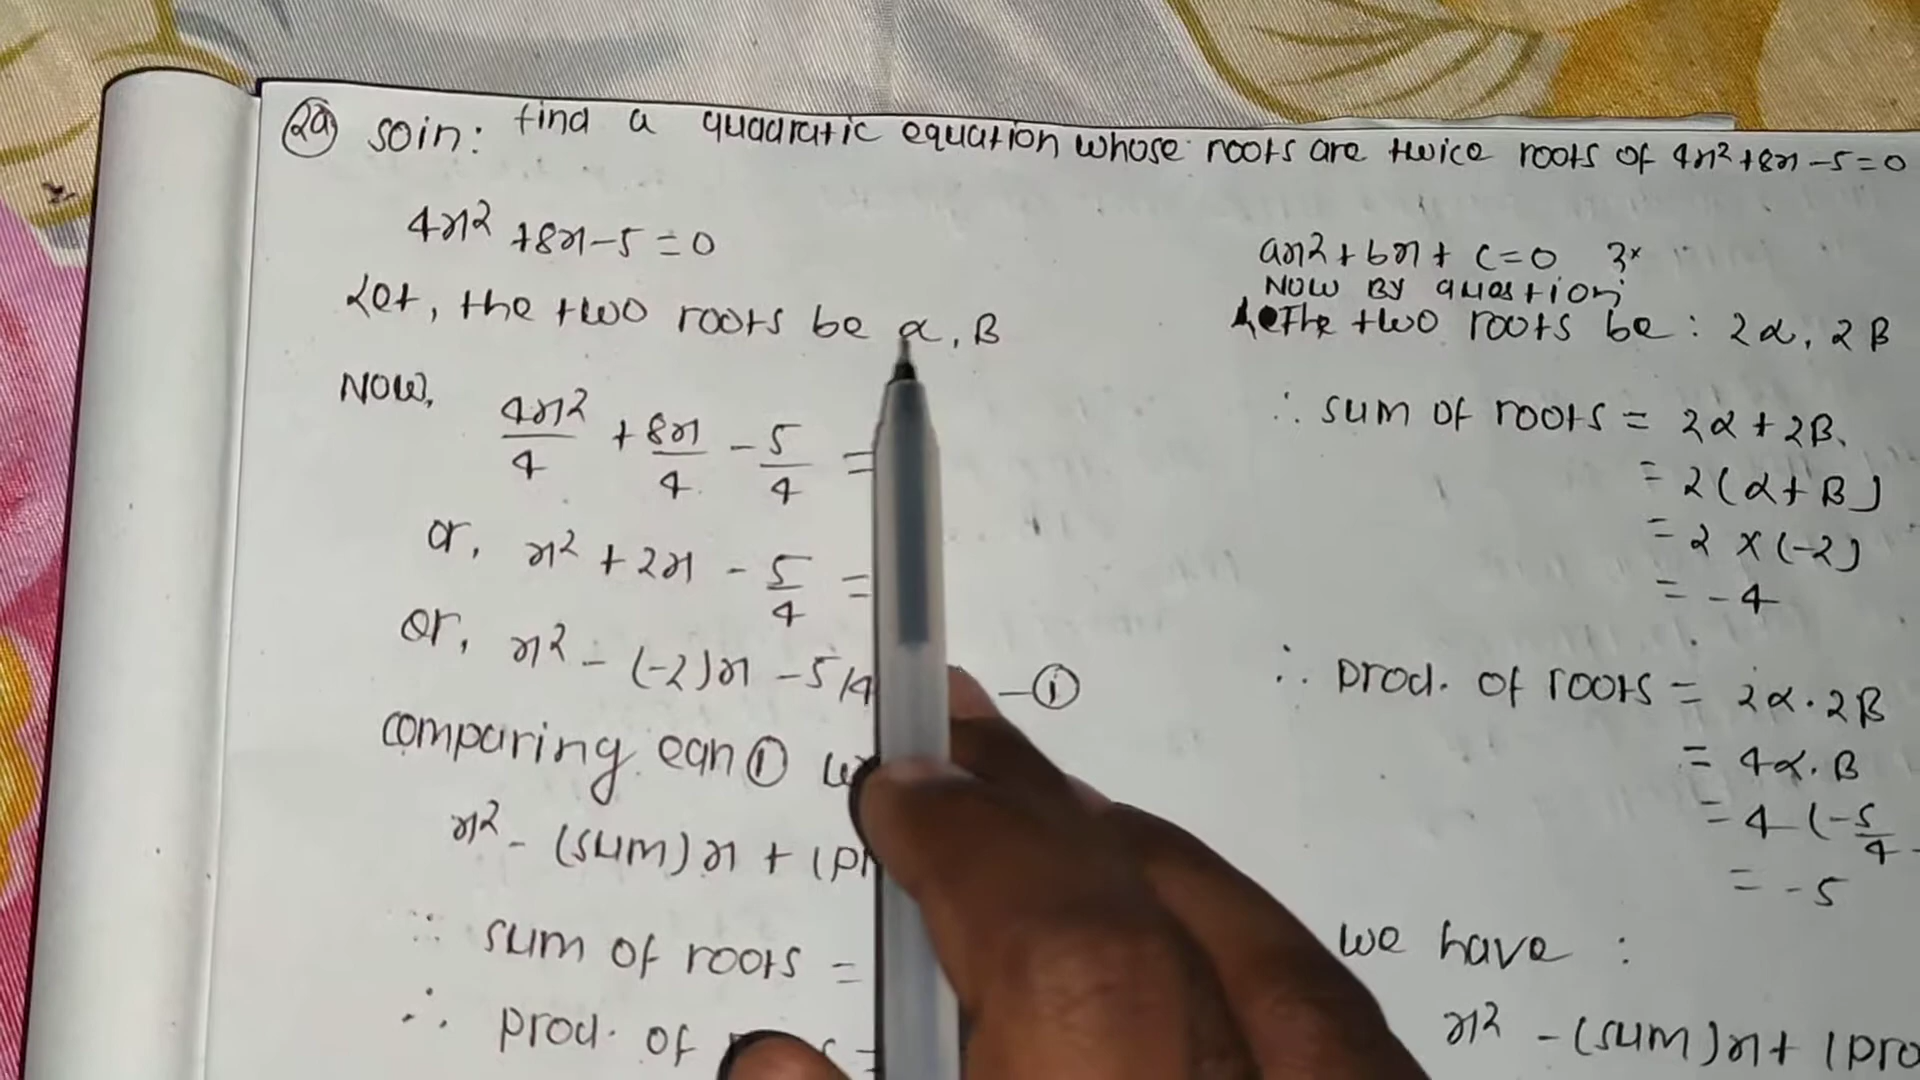 2a soln: find a quadratic equation whose roots are twice roots of 4x² + 8x - 5 = 0
4x² + 8x - 5 = 0
Let, the two roots be α, β
Now, 4x²/4 + 8x/4 - 5/4 =
or, x² + 2x - 5/4 =
or, x² - (-2)x - 5/4 - ①
comparing eqn ①
x² - (sum)x + (pr
∴ sum of roots =
∴ prod. of =
ax² + bx + c = 0
Now By question,
The two roots be: 2α, 2β
∴ sum of roots = 2α + 2β.
= 2(α + β)
= 2 × (-2)
= -4
∴ prod. of roots = 2α · 2β
= 4α · β
= 4 (-5/4
= -5
we have :
x² - (sum)x + (pro